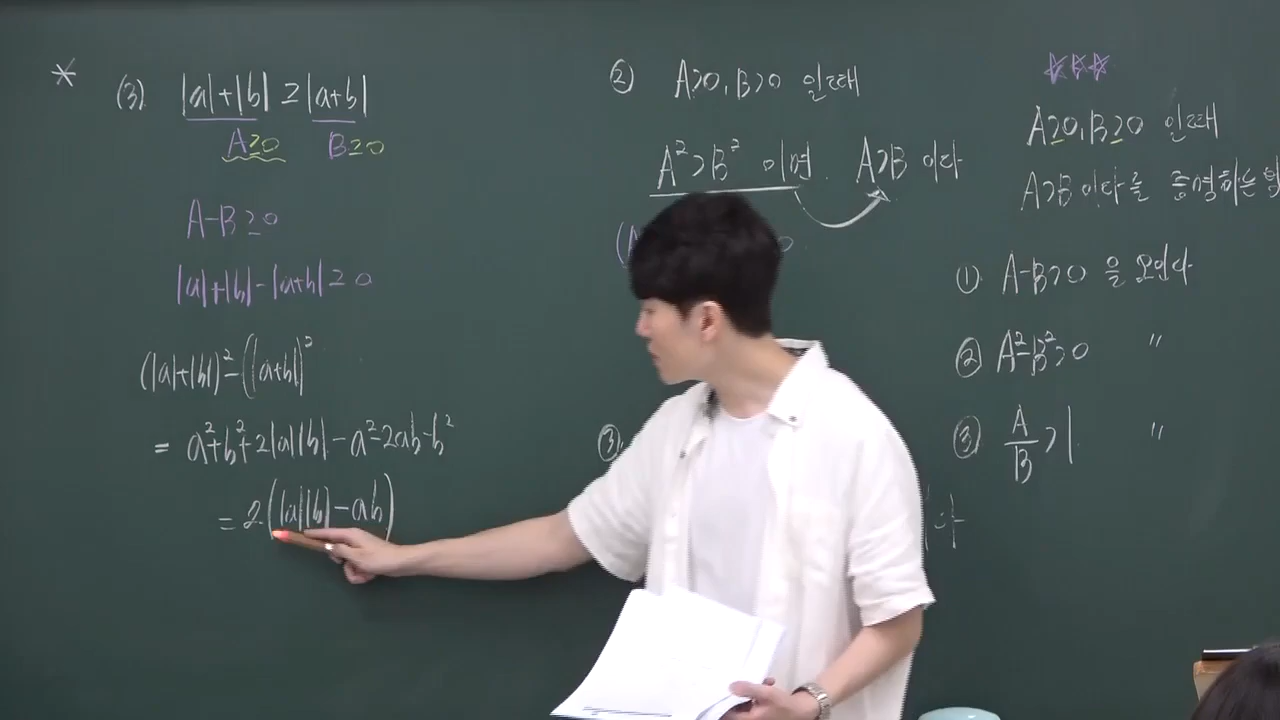 (3) |a|+|b| ≥ |a+b|
A≥0 B≥0
A-B≥0
|a|+|b|-|a+b| ≥ 0
(|a|+|b|)²-(|a+b|)²
= a²+b²+2|a||b|-a²-2ab-b²
= 2(|a||b|-ab)
② A>0, B>0 일때
A²>B² 이면 A>B 이다
③
☆☆☆
A≥0, B≥0 일때
A>B이다를 증명하는
① A-B>0 을 보인다
② A²-B²>0 〃
③ A/B >1 〃